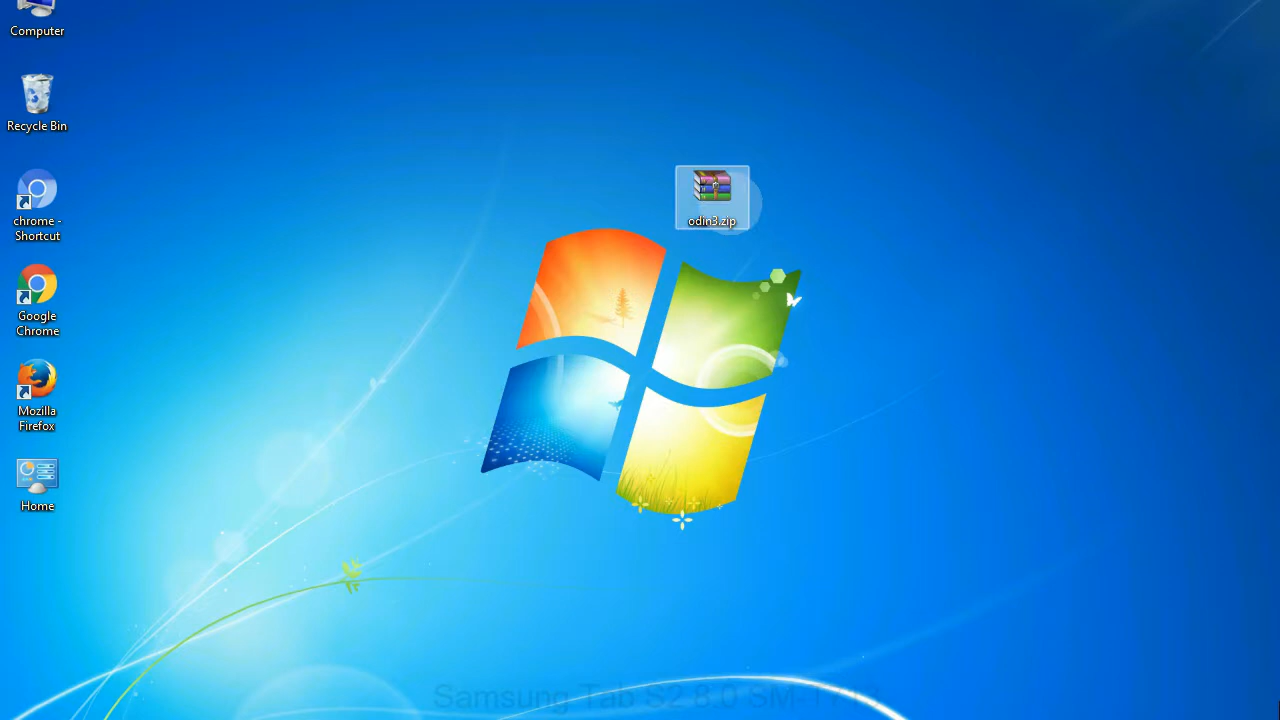 Computer
Recycle Bin
chrome -
Shortcut
Google
Chrome
Mozilla
Firefox
Home
odin3.zip
Samsung Tab S2 8.0